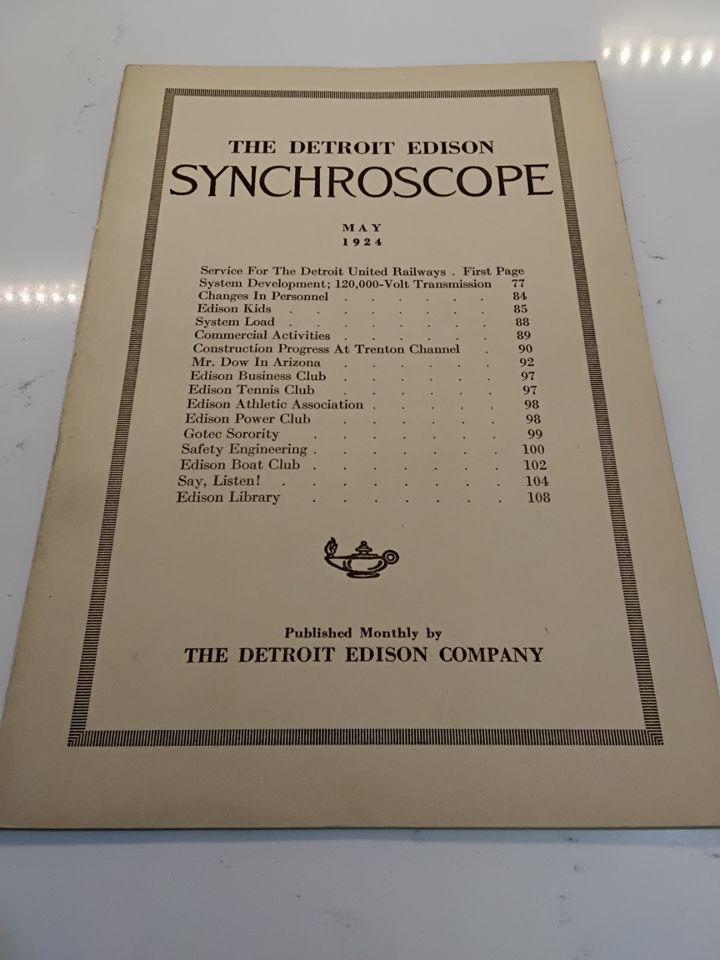 THE DETROIT EDISON
SYNCHROSCOPE
MAY
1924
Service For The Detroit United Railways . First Page
System Development; 120,000-Volt Transmission 77
Changes In Personnel . . . . . . 84
Edison Kids . . . . . . . 85
System Load . . . . . . . 88
Commercial Activities . . . . . . 89
Construction Progress At Trenton Channel . 90
Mr. Dow In Arizona . . . . . . 92
Edison Business Club . . . . . . 97
Edison Tennis Club . . . . . . 97
Edison Athletic Association . . . . . 98
Edison Power Club . . . . . . 98
Gotec Sorority . . . . . . . 99
Safety Engineering . . . . . . . 100
Edison Boat Club . . . . . . . 102
Say, Listen! . . . . . . . . 104
Edison Library . . . . . . . 108
Published Monthly by
THE DETROIT EDISON COMPANY